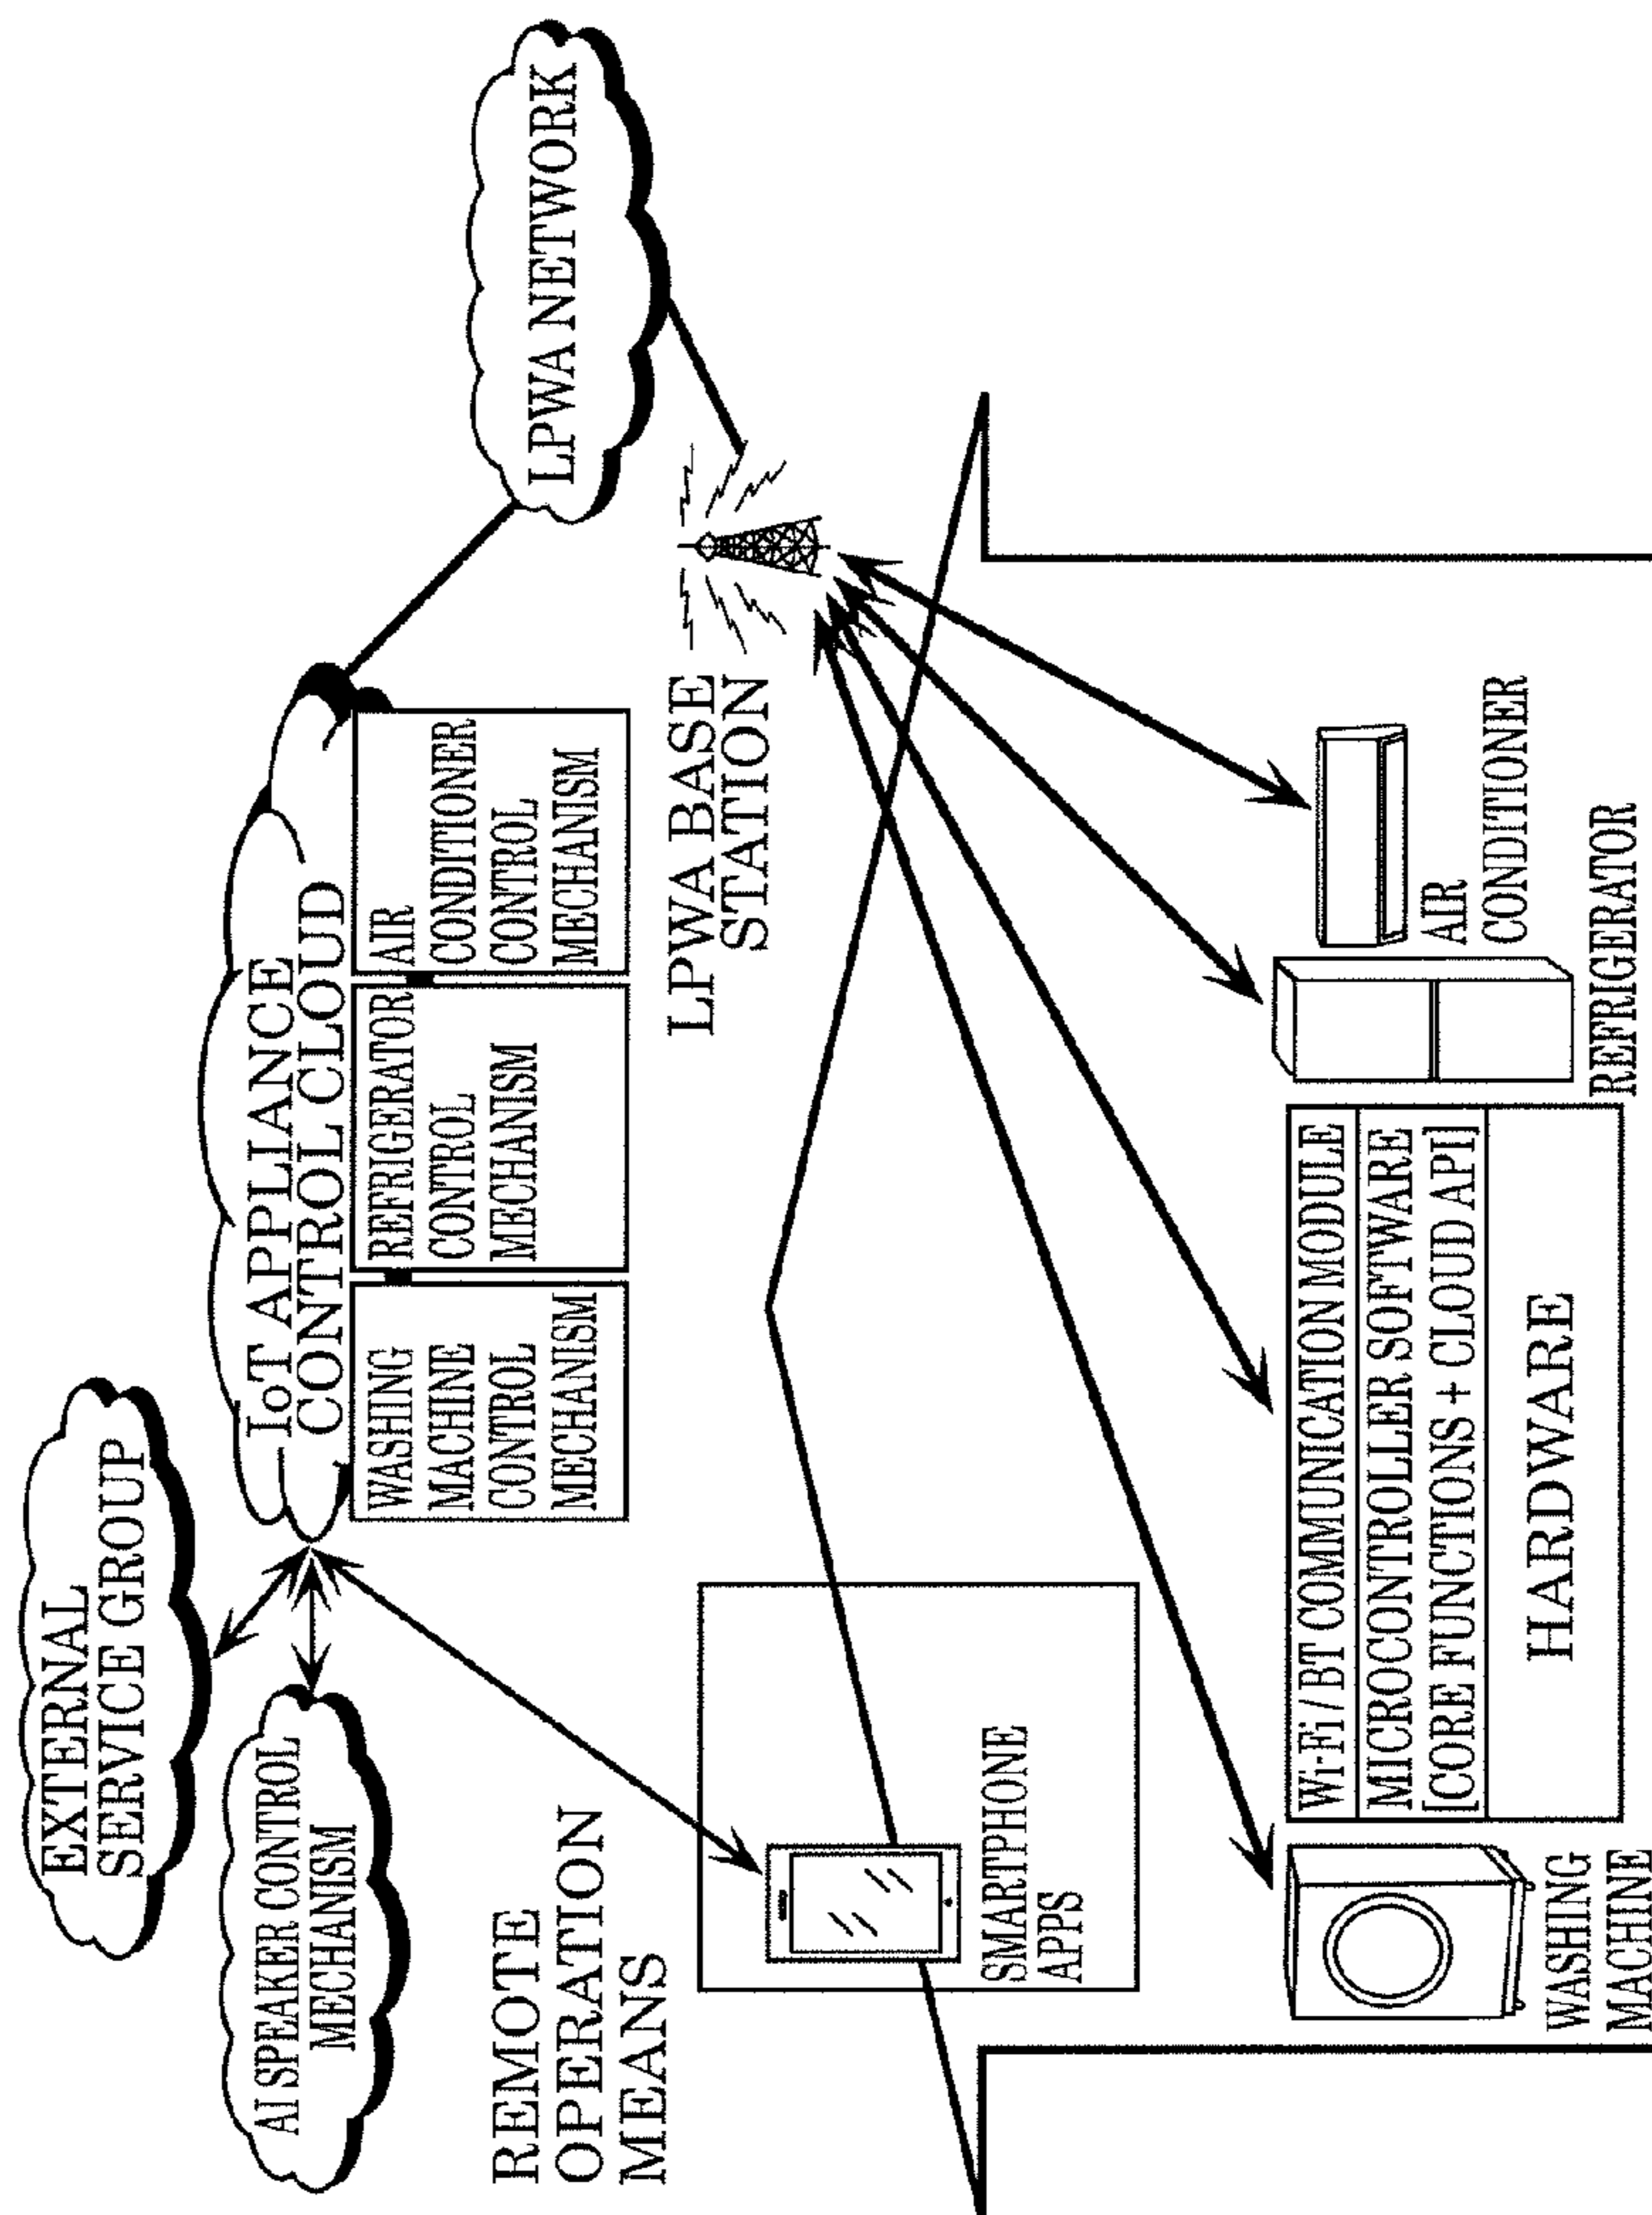 EXTERNAL
SERVICE GROUP
AI SPEAKER CONTROL
MECHANISM
IoT APPLIANCE
CONTROL CLOUD
WASHING
MACHINE
CONTROL
MECHANISM
REFRIGERATOR
CONTROL
MECHANISM
AIR
CONDITIONER
CONTROL
MECHANISM
LPWA NETWORK
REMOTE
OPERATION
MEANS
LPWA BASE
STATION
SMARTPHONE
APPS
WASHING
MACHINE
Wi-Fi / BT COMMUNICATION MODULE
MICROCONTROLLER SOFTWARE
[CORE FUNCTIONS + CLOUD API]
HARDWARE
REFRIGERATOR
AIR
CONDITIONER